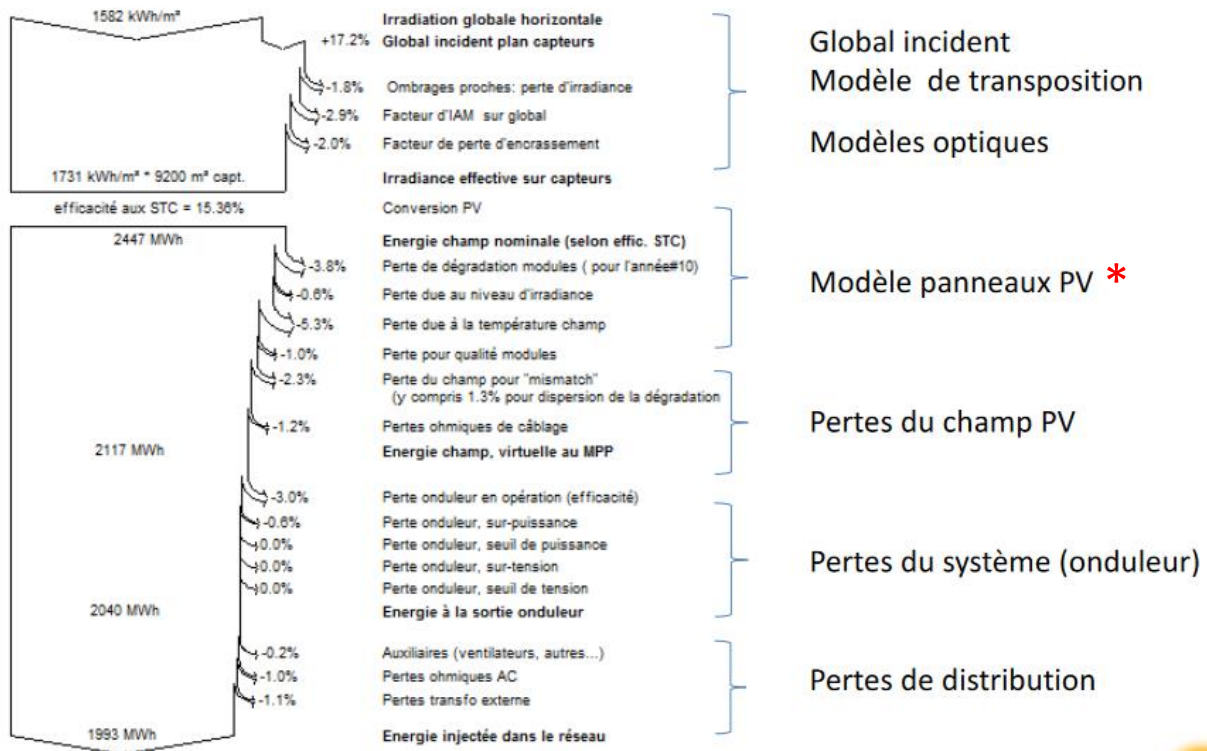 1582 kWh/m² Irradiation globale horizontale
+17.2% Global incident plan capteurs
-1.8% Ombrages proches: perte d'irradiance
-2.9% Facteur d'IAM sur global
-2.0% Facteur de perte d'encrassement
1731 kWh/m² * 9200 m² capt. Irradiance effective sur capteurs
efficacité aux STC = 15.36% Conversion PV
2447 MWh Energie champ nominale (selon effic. STC)
-3.8% Perte de dégradation modules ( pour l'année#10)
-0.6% Perte due au niveau d'irradiance
-5.3% Perte due à la température champ
-1.0% Perte pour qualité modules
-2.3% Perte du champ pour "mismatch"
(y compris 1.3% pour dispersion de la dégradation
-1.2% Pertes ohmiques de câblage
2117 MWh Energie champ, virtuelle au MPP
-3.0% Perte onduleur en opération (efficacité)
-0.6% Perte onduleur, sur-puissance
0.0% Perte onduleur, seuil de puissance
0.0% Perte onduleur, sur-tension
0.0% Perte onduleur, seuil de tension
2040 MWh Energie à la sortie onduleur
-0.2% Auxiliaires (ventilateurs, autres...)
-1.0% Pertes ohmiques AC
-1.1% Pertes transfo externe
1993 MWh Energie injectée dans le réseau
Global incident
Modèle de transposition
Modèles optiques
Modèle panneaux PV *
Pertes du champ PV
Pertes du système (onduleur)
Pertes de distribution